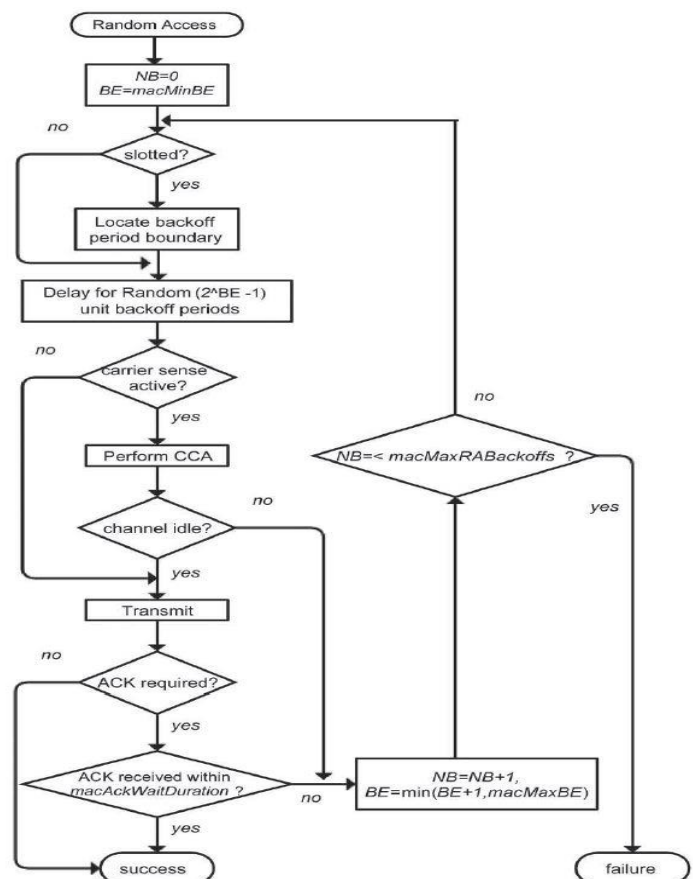 Random Access
NB=0
BE=macMinBE
no
slotted?
yes
Locate backoff
period boundary
Delay for Random (2^BE -1)
unit backoff periods
no
carrier sense
active?
yes
Perform CCA
no
channel idle?
yes
Transmit
no
ACK required?
yes
ACK received within
macAckWaitDuration ?
no
yes
success
NB=NB+1,
BE=min(BE+1,macMaxBE)
no
NB=< macMaxRABackoffs ?
yes
failure